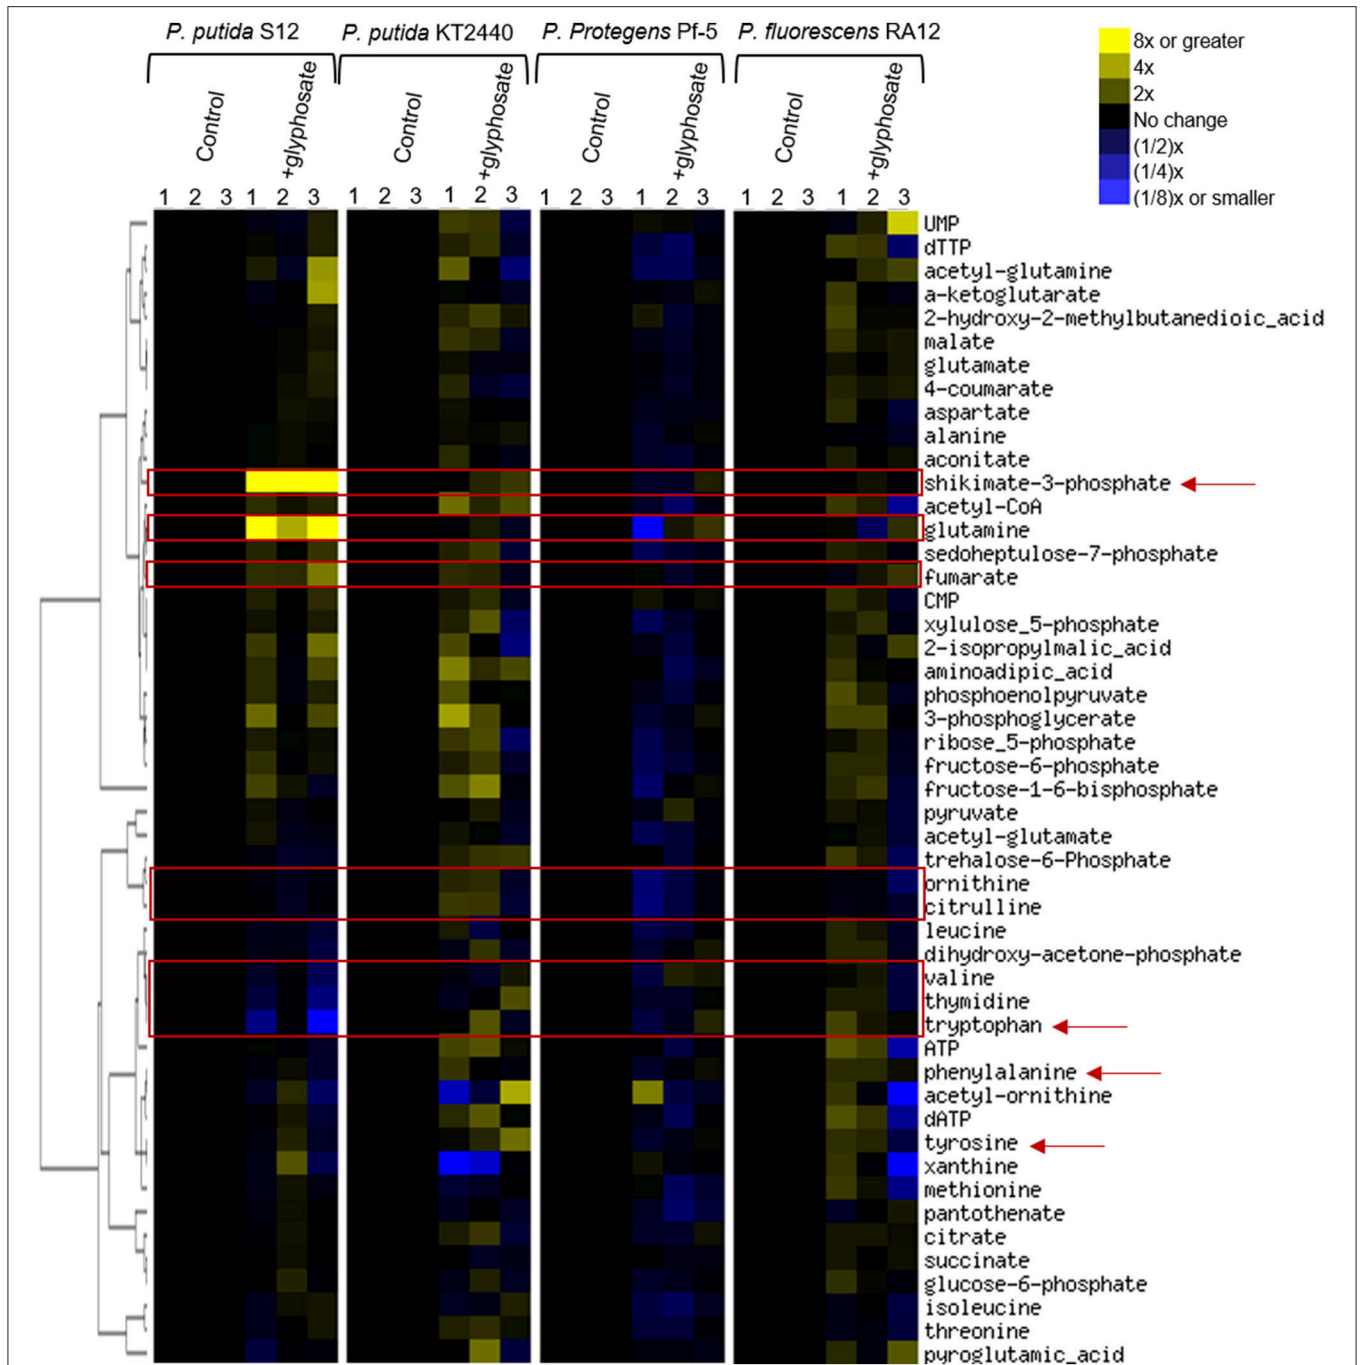 P. putida S12 P. putida KT2440 P. Protegens Pf-5 P. fluorescens RA12
Control +glyphosate Control +glyphosate Control +glyphosate Control +glyphosate
1 2 3 1 2 3 1 2 3 1 2 3 1 2 3 1 2 3 1 2 3 1 2 3
8x or greater
4x
2x
No change
(1/2)x
(1/4)x
(1/8)x or smaller
UMP
dTTP
acetyl-glutamine
a-ketoglutarate
2-hydroxy-2-methylbutanedioic_acid
malate
glutamate
4-coumarate
aspartate
alanine
aconitate
shikimate-3-phosphate
acetyl-CoA
glutamine
sedoheptulose-7-phosphate
fumarate
CMP
xylulose_5-phosphate
2-isopropylmalic_acid
aminoadipic_acid
phosphoenolpyruvate
3-phosphoglycerate
ribose_5-phosphate
fructose-6-phosphate
fructose-1-6-bisphosphate
pyruvate
acetyl-glutamate
trehalose-6-Phosphate
ornithine
citrulline
leucine
dihydroxy-acetone-phosphate
valine
thymidine
tryptophan
ATP
phenylalanine
acetyl-ornithine
dATP
tyrosine
xanthine
methionine
pantothenate
citrate
succinate
glucose-6-phosphate
isoleucine
threonine
pyroglutamic_acid